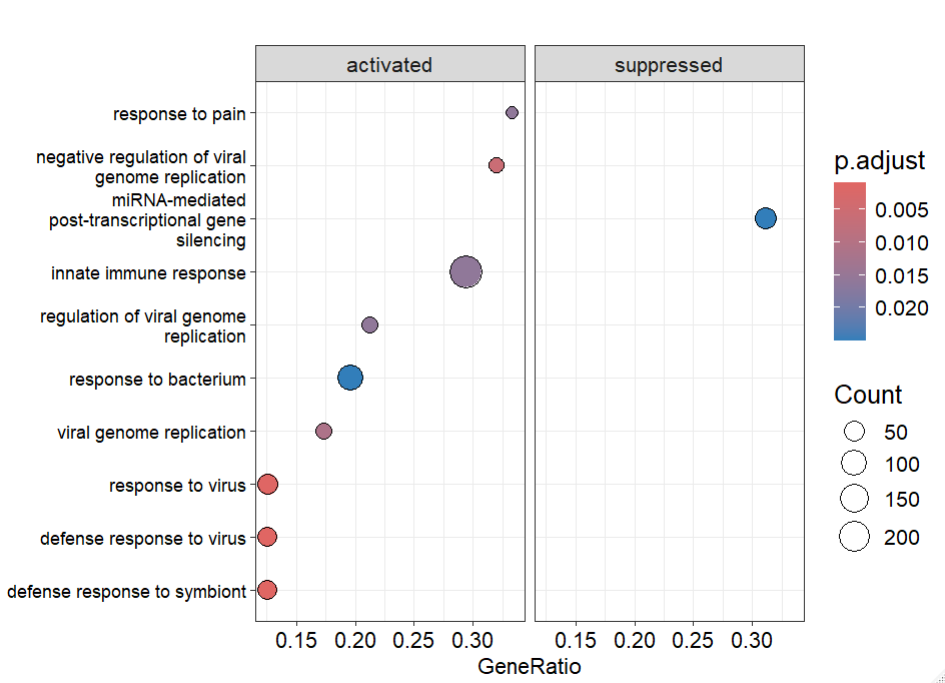 activated
suppressed
response to pain
negative regulation of viral
genome replication
miRNA-mediated
post-transcriptional gene
silencing
innate immune response
regulation of viral genome
replication
response to bacterium
viral genome replication
response to virus
defense response to virus
defense response to symbiont
0.15 0.20 0.25 0.30
0.15 0.20 0.25 0.30
GeneRatio
p.adjust
0.005
0.010
0.015
0.020
Count
50
100
150
200